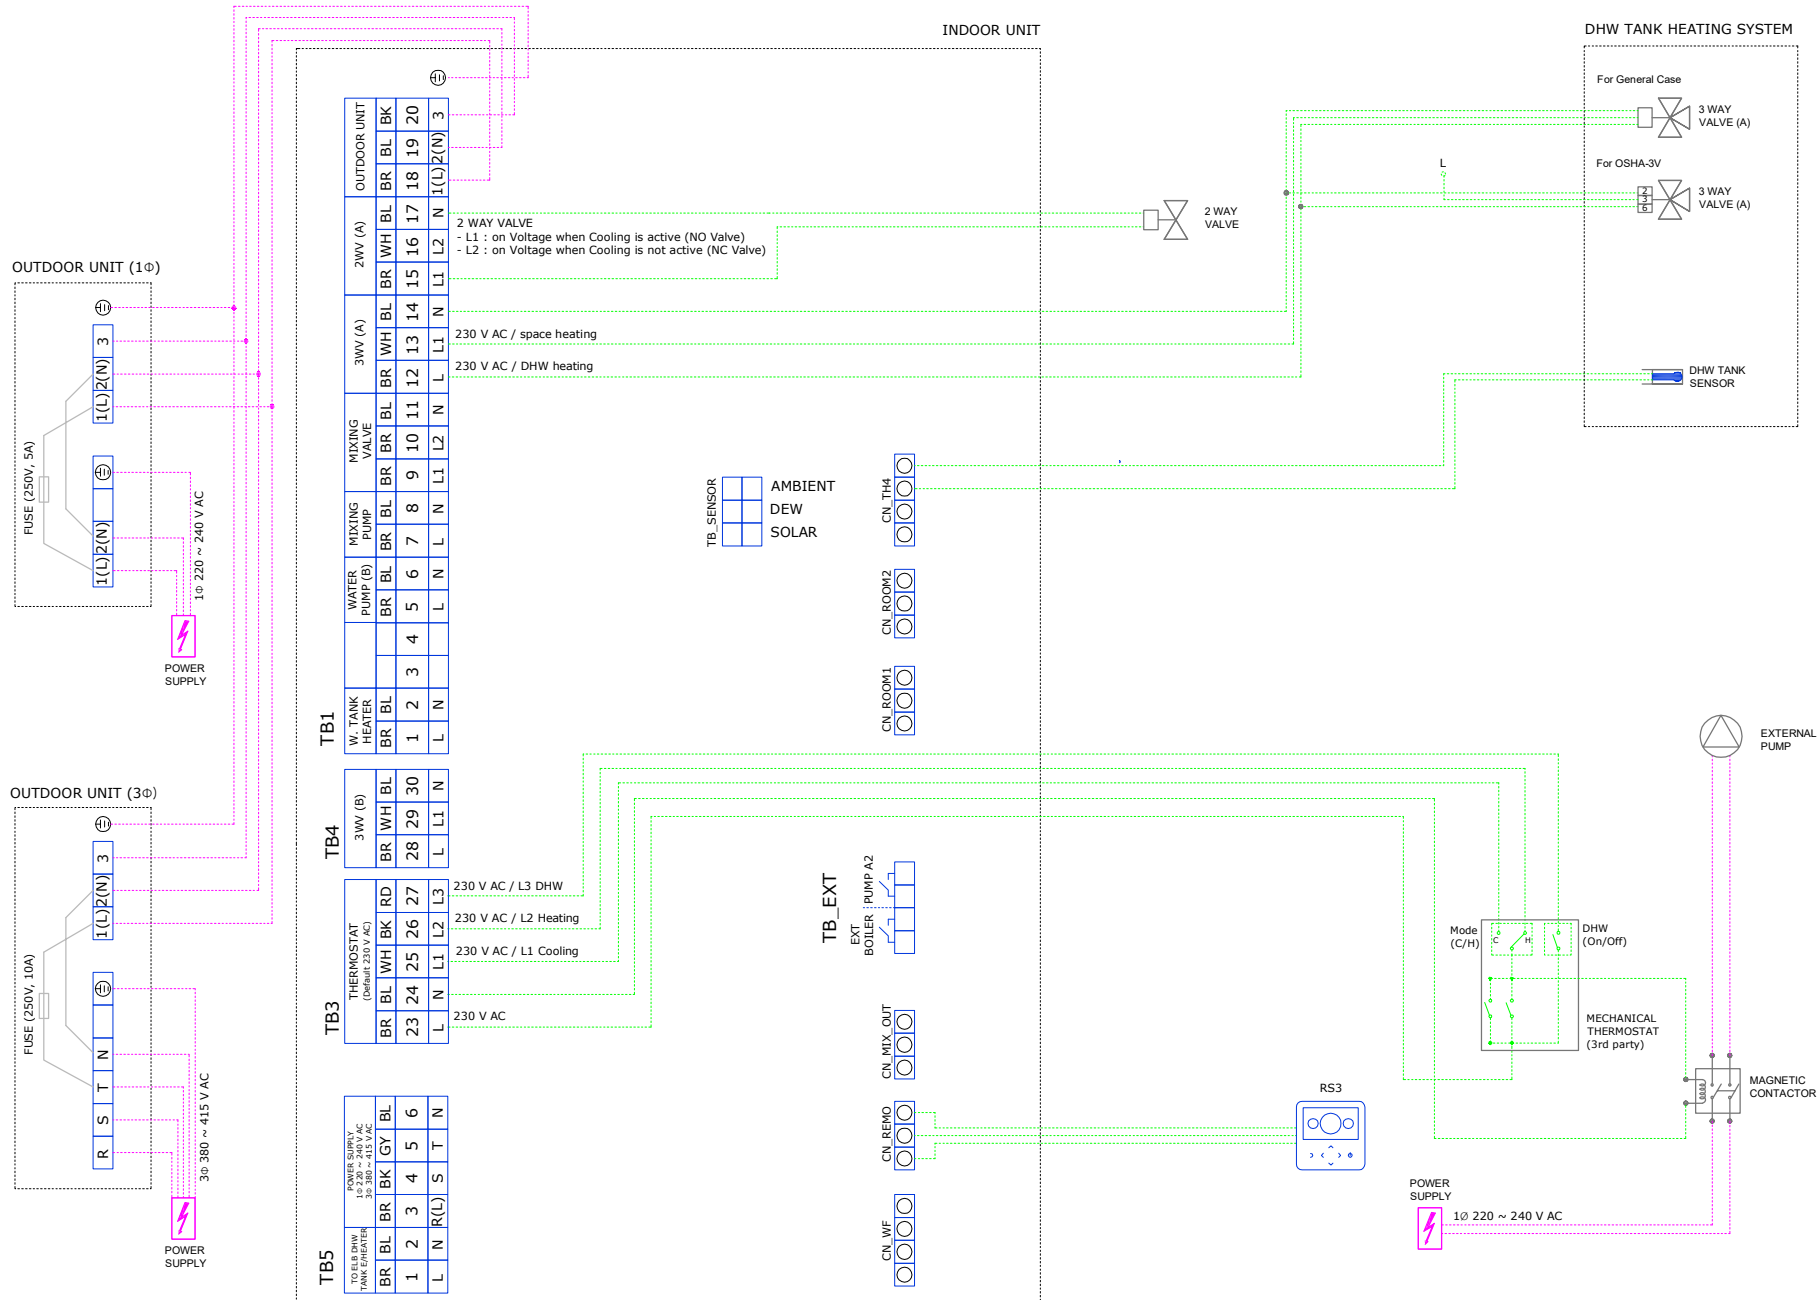 INDOOR UNIT
DHW TANK HEATING SYSTEM
For General Case
3 WAY
VALVE (A)
For OSHA-3V
2
3
6
3 WAY
VALVE (A)
L
DHW TANK
SENSOR
2 WAY
VALVE
OUTDOOR UNIT (1Φ)
3
2(N)
1(L)
FUSE (250V, 5A)
2(N)
1(L)
1Φ 220 ~ 240 V AC
POWER
SUPPLY
OUTDOOR UNIT (3Φ)
3
2(N)
1(L)
FUSE (250V, 10A)
N
T
S
R
3Φ 380 ~ 415 V AC
POWER
SUPPLY
TB1
OUTDOOR UNIT
BK 20 3
BL 19 2(N)
BR 18 1(L)
2WV (A)
BL 17 N
WH 16 L2
BR 15 L1
2 WAY VALVE
- L1 : on Voltage when Cooling is active (NO Valve)
- L2 : on Voltage when Cooling is not active (NC Valve)
3WV (A)
BL 14 N
WH 13 L1
BR 12 L
230 V AC / space heating
230 V AC / DHW heating
MIXING
VALVE
BL 11 N
BR 10 L2
BR 9 L1
MIXING
PUMP
BL 8 N
BR 7 L
WATER
PUMP (B)
BL 6 N
BR 5 L
4
3
W. TANK
HEATER
BL 2 N
BR 1 L
TB4
3WV (B)
BL 30 N
WH 29 L1
BR 28 L
TB3
THERMOSTAT
(Default 230 V AC)
RD 27 L3
BK 26 L2
WH 25 L1
BL 24 N
BR 23 L
230 V AC / L3 DHW
230 V AC / L2 Heating
230 V AC / L1 Cooling
230 V AC
TB5
POWER SUPPLY
1Φ 220 ~ 240 V AC
3Φ 380 ~ 415 V AC
BL 6 N
GY 5 T
BK 4 S
BR 3 R(L)
TO ELB DHW
TANK E/HEATER
BL 2 N
BR 1 L
TB_SENSOR
AMBIENT
DEW
SOLAR
CN_TH4
CN_ROOM2
CN_ROOM1
TB_EXT
PUMP A2
EXT
BOILER
CN_MIX_OUT
CN_REMO
CN_WF
RS3
Mode
(C/H)
C
H
DHW
(On/Off)
MECHANICAL
THERMOSTAT
(3rd party)
EXTERNAL
PUMP
MAGNETIC
CONTACTOR
POWER
SUPPLY
1Ø 220 ~ 240 V AC